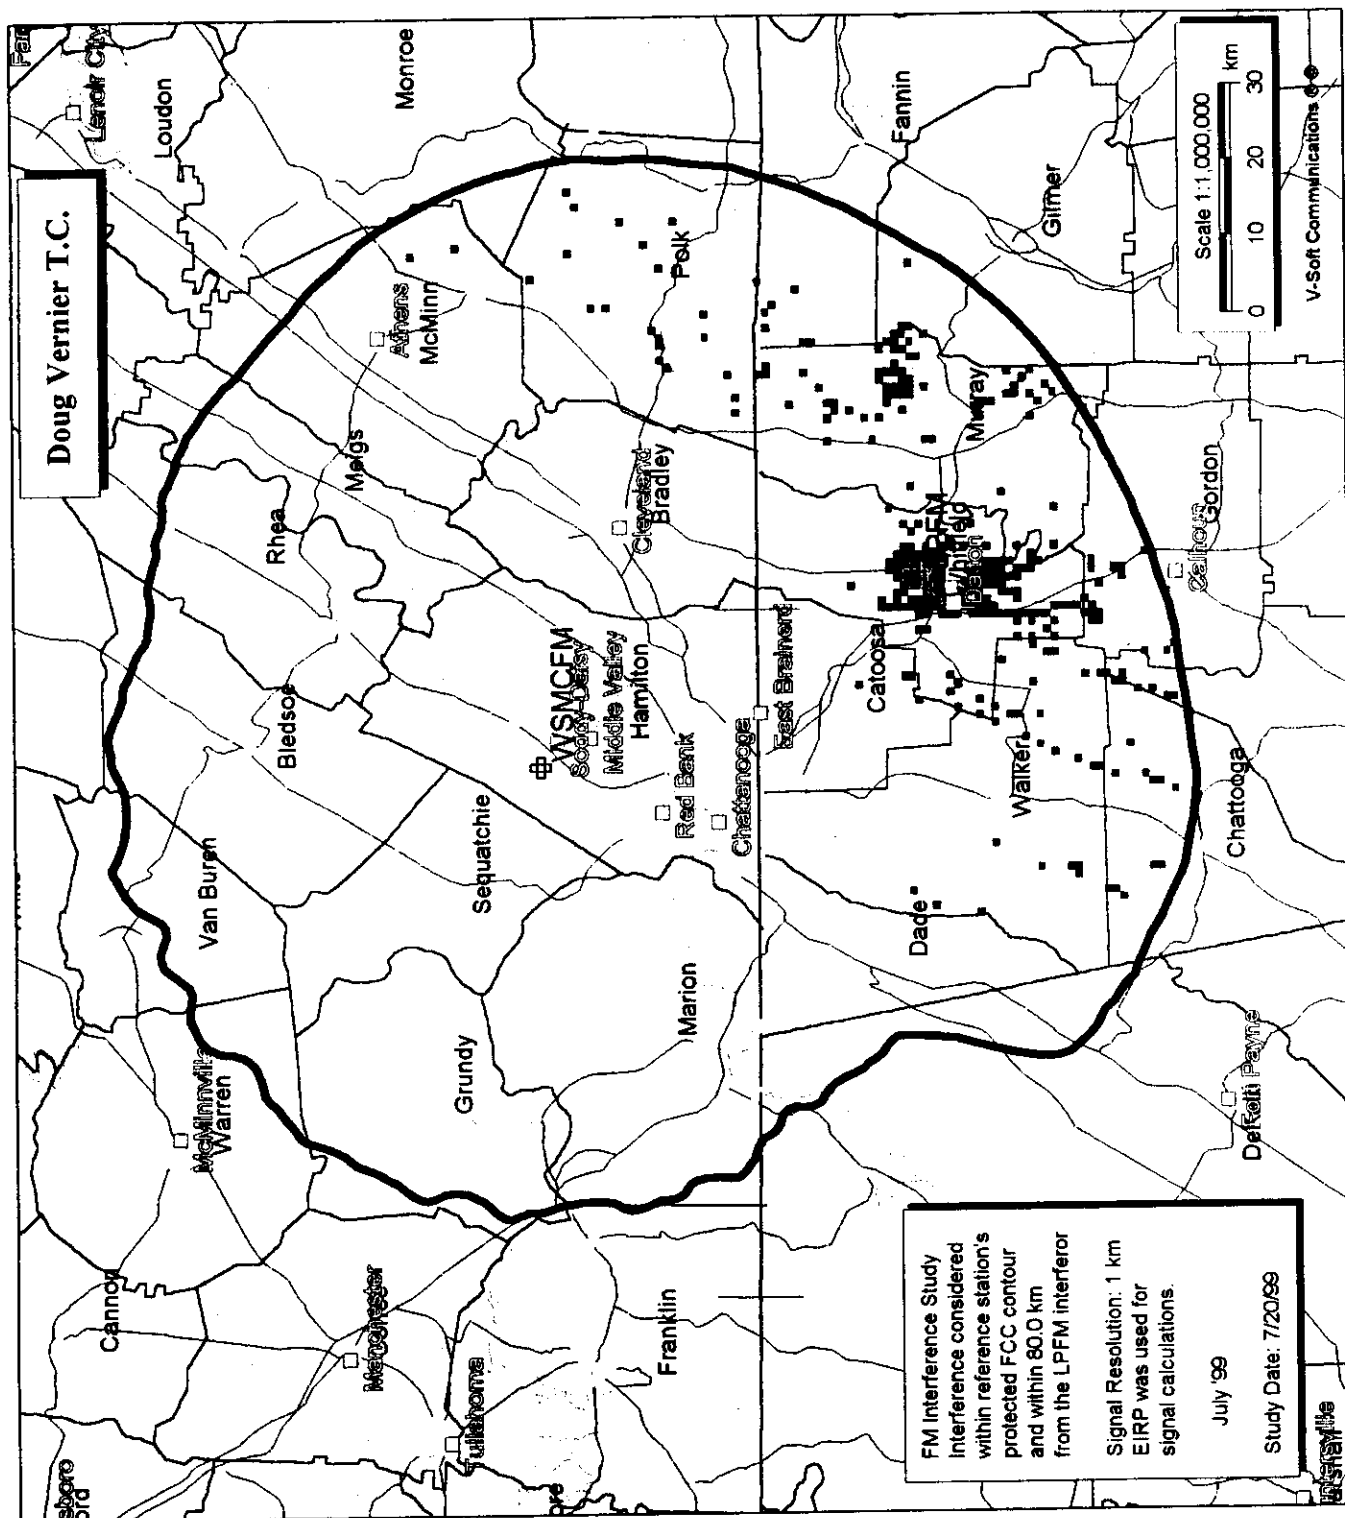 Doug Vernier T.C.
Lenoir City
Loudon
Monroe
Athens
McMinn
Meigs
Rhea
Bledsoe
Van Buren
Sequatchie
McMinnville
Warren
Cannon
Grundy
Marion
Manchester
Tullahoma
Franklin
Polk
Cleveland
Bradley
WSMCFM
Soddy-Daisy
Middle Valley
Hamilton
Red Bank
Chattanooga
East Brainerd
Catoosa
Whitfield
Dalton
Murray
Fannin
Gilmer
Gordon
Calhoun
Walker
Dade
Chattooga
Payne
Scale 1:1,000,000
0 10 20 30 km
V-Soft Communications ® ©
FM Interference Study
Interference considered
within reference station's
protected FCC contour
and within 80.0 km
from the LPFM interferor
Signal Resolution: 1 km
EIRP was used for
signal calculations.
July '99
Study Date: 7/20/99